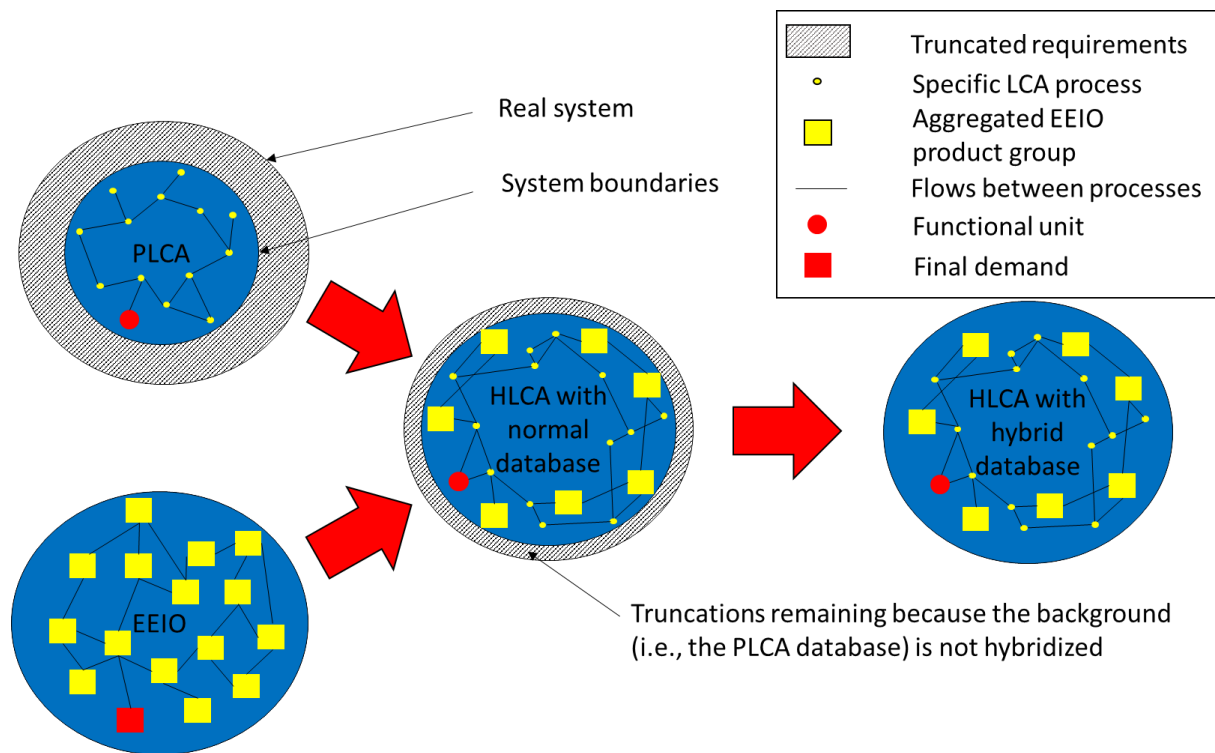 Truncated requirements
Specific LCA process
Aggregated EEIO
product group
Flows between processes
Functional unit
Final demand
Real system
System boundaries
PLCA
HLCA with
normal
database
HLCA with
hybrid
database
EEIO
Truncations remaining because the background
(i.e., the PLCA database) is not hybridized